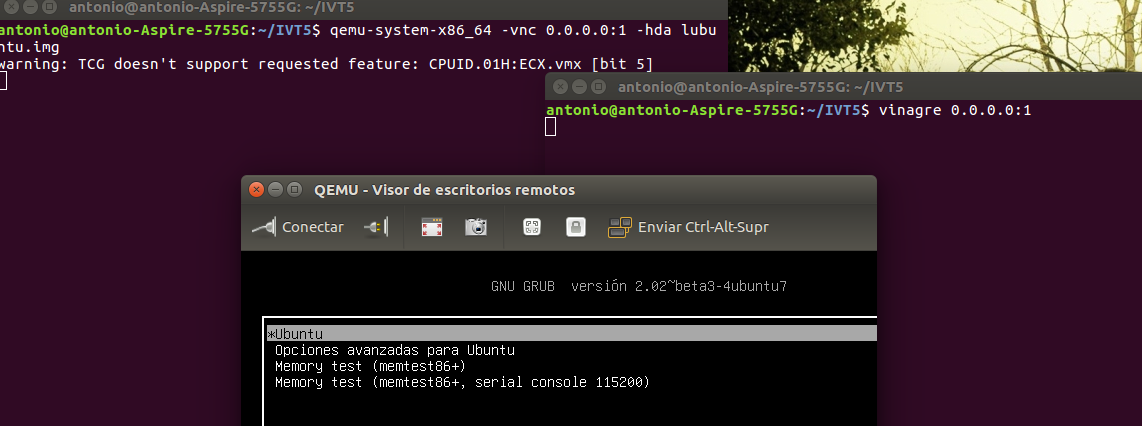 antonio@antonio-Aspire-5755G: ~/IVT5
antonio@antonio-Aspire-5755G:~/IVT5$ qemu-system-x86_64 -vnc 0.0.0.0:1 -hda lubu
ntu.img
warning: TCG doesn't support requested feature: CPUID.01H:ECX.vmx [bit 5]
antonio@antonio-Aspire-5755G: ~/IVT5
antonio@antonio-Aspire-5755G:~/IVT5$ vinagre 0.0.0.0:1
QEMU - Visor de escritorios remotos
Conectar
Enviar Ctrl-Alt-Supr
GNU GRUB  versión 2.02~beta3-4ubuntu7
*Ubuntu
Opciones avanzadas para Ubuntu
Memory test (memtest86+)
Memory test (memtest86+, serial console 115200)